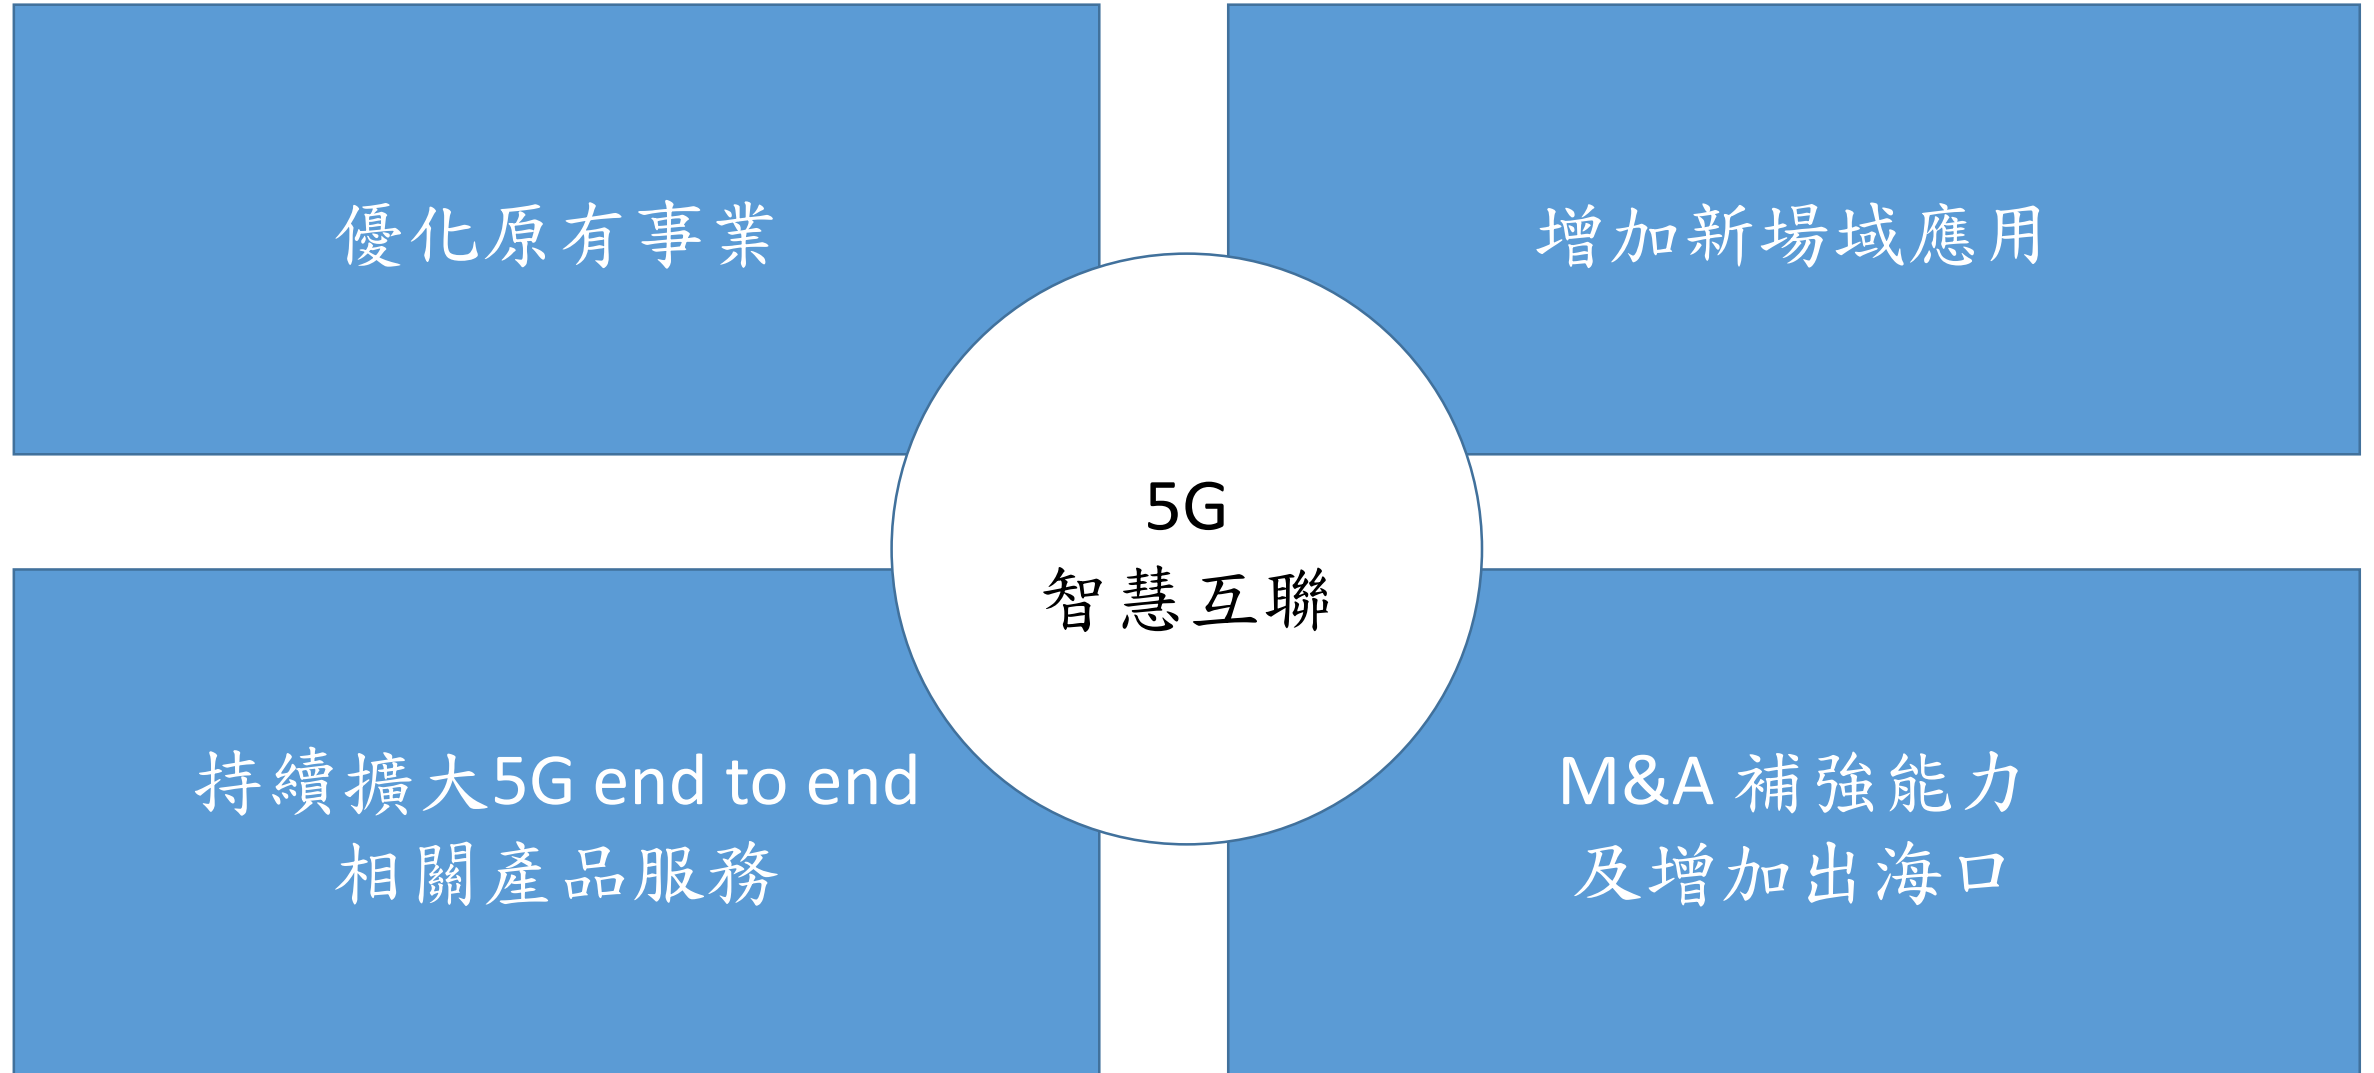 優化原有事業
增加新場域應用
5G
智慧互聯
持續擴大5G end to end
相關產品服務
M&A 補強能力
及增加出海口